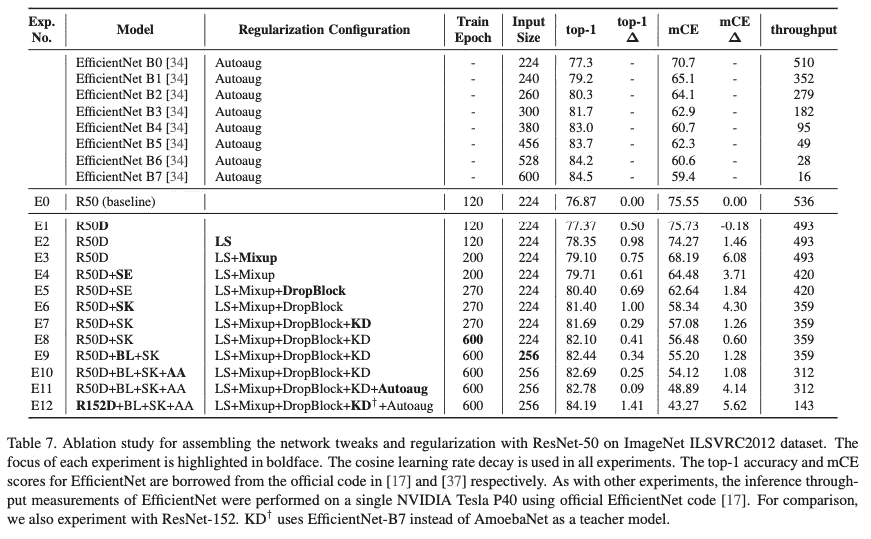 Exp. No. Model Regularization Configuration Train Epoch Input Size top-1 top-1 Δ mCE mCE Δ throughput
EfficientNet B0 [34] Autoaug - 224 77.3 - 70.7 - 510
EfficientNet B1 [34] Autoaug - 240 79.2 - 65.1 - 352
EfficientNet B2 [34] Autoaug - 260 80.3 - 64.1 - 279
EfficientNet B3 [34] Autoaug - 300 81.7 - 62.9 - 182
EfficientNet B4 [34] Autoaug - 380 83.0 - 60.7 - 95
EfficientNet B5 [34] Autoaug - 456 83.7 - 62.3 - 49
EfficientNet B6 [34] Autoaug - 528 84.2 - 60.6 - 28
EfficientNet B7 [34] Autoaug - 600 84.5 - 59.4 - 16
E0 R50 (baseline) 120 224 76.87 0.00 75.55 0.00 536
E1 R50D 120 224 77.37 0.50 75.73 -0.18 493
E2 R50D LS 120 224 78.35 0.98 74.27 1.46 493
E3 R50D LS+Mixup 200 224 79.10 0.75 68.19 6.08 493
E4 R50D+SE LS+Mixup 200 224 79.71 0.61 64.48 3.71 420
E5 R50D+SE LS+Mixup+DropBlock 270 224 80.40 0.69 62.64 1.84 420
E6 R50D+SK LS+Mixup+DropBlock 270 224 81.40 1.00 58.34 4.30 359
E7 R50D+SK LS+Mixup+DropBlock+KD 270 224 81.69 0.29 57.08 1.26 359
E8 R50D+SK LS+Mixup+DropBlock+KD 600 224 82.10 0.41 56.48 0.60 359
E9 R50D+BL+SK LS+Mixup+DropBlock+KD 600 256 82.44 0.34 55.20 1.28 359
E10 R50D+BL+SK+AA LS+Mixup+DropBlock+KD 600 256 82.69 0.25 54.12 1.08 312
E11 R50D+BL+SK+AA LS+Mixup+DropBlock+KD+Autoaug 600 256 82.78 0.09 48.89 4.14 312
E12 R152D+BL+SK+AA LS+Mixup+DropBlock+KD†+Autoaug 600 256 84.19 1.41 43.27 5.62 143
Table 7. Ablation study for assembling the network tweaks and regularization with ResNet-50 on ImageNet ILSVRC2012 dataset. The
focus of each experiment is highlighted in boldface. The cosine learning rate decay is used in all experiments. The top-1 accuracy and mCE
scores for EfficientNet are borrowed from the official code in [17] and [37] respectively. As with other experiments, the inference through-
put measurements of EfficientNet were performed on a single NVIDIA Tesla P40 using official EfficientNet code [17]. For comparison,
we also experiment with ResNet-152. KD† uses EfficientNet-B7 instead of AmoebaNet as a teacher model.